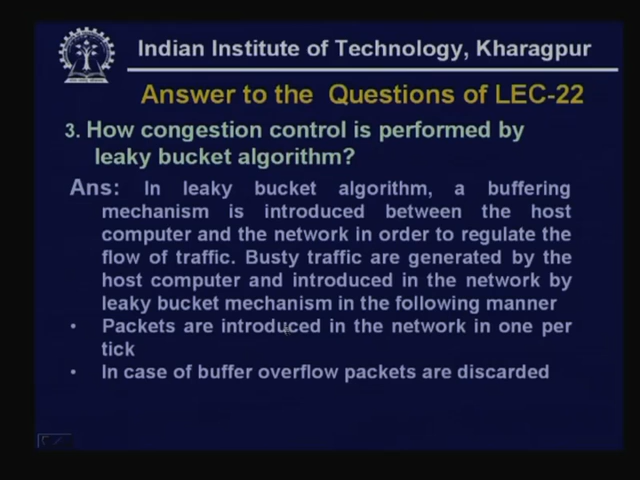 Indian Institute of Technology, Kharagpur
Answer to the Questions of LEC-22
3. How congestion control is performed by
leaky bucket algorithm?
Ans: In leaky bucket algorithm, a buffering
mechanism is introduced between the host
computer and the network in order to regulate the
flow of traffic. Busty traffic are generated by the
host computer and introduced in the network by
leaky bucket mechanism in the following manner
• Packets are introduced in the network in one per
tick
• In case of buffer overflow packets are discarded